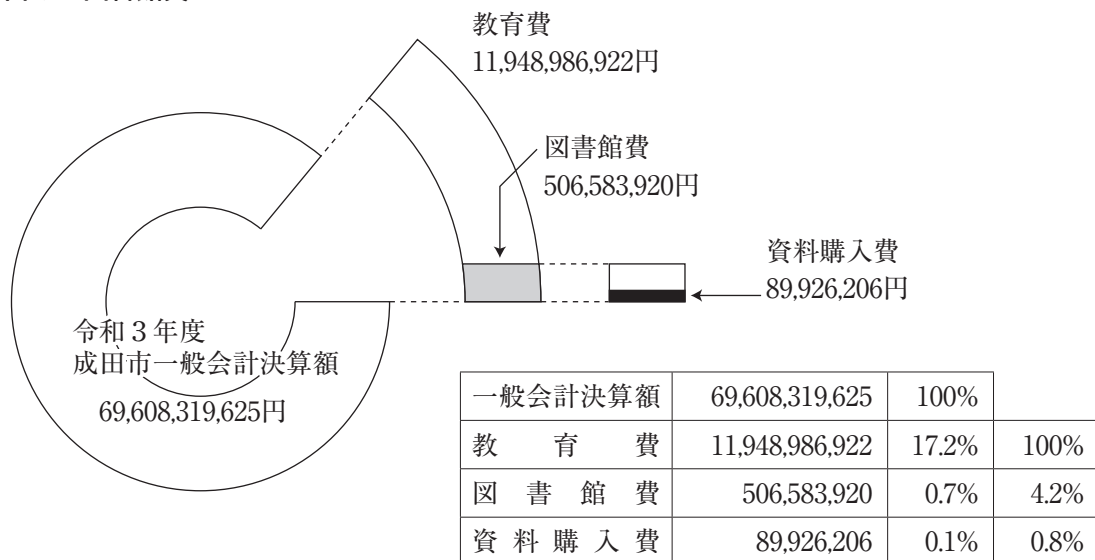 教育費
11,948,986,922円
図書館費
506,583,920円
資料購入費
89,926,206円
令和3年度
成田市一般会計決算額
69,608,319,625円
一般会計決算額 69,608,319,625 100%
教育費 11,948,986,922 17.2% 100%
図書館費 506,583,920 0.7% 4.2%
資料購入費 89,926,206 0.1% 0.8%